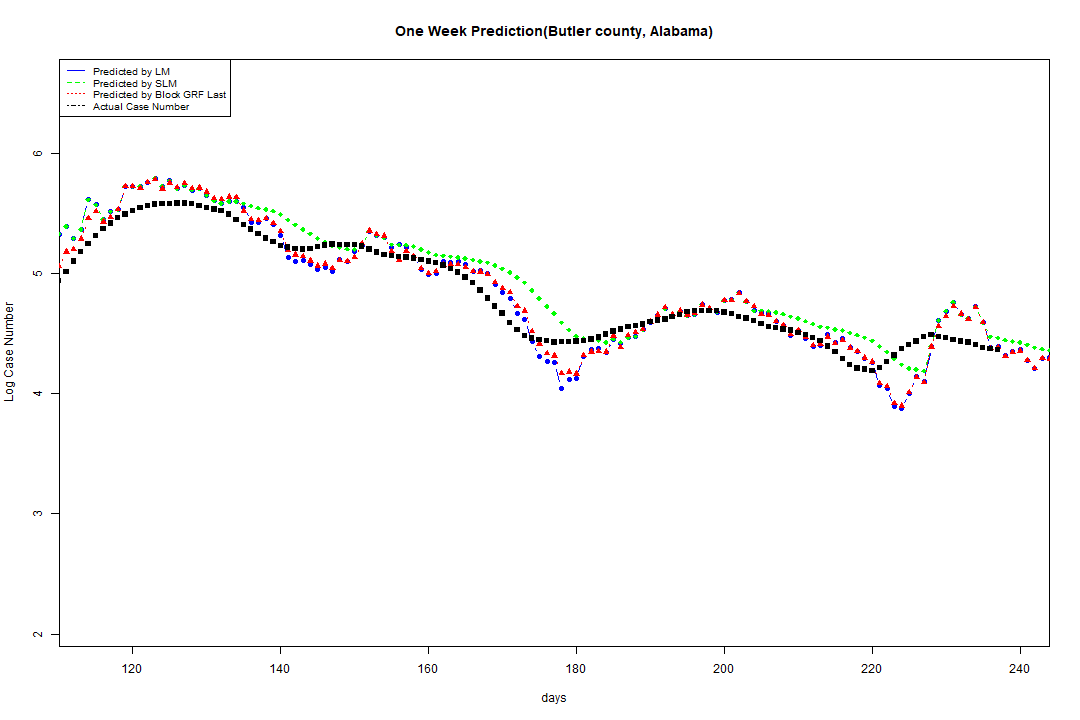 One Week Prediction(Butler county, Alabama)
Predicted by LM
Predicted by SLM
Predicted by Block GRF Last
Actual Case Number
Log Case Number
6
5
4
3
2
120 140 160 180 200 220 240
days